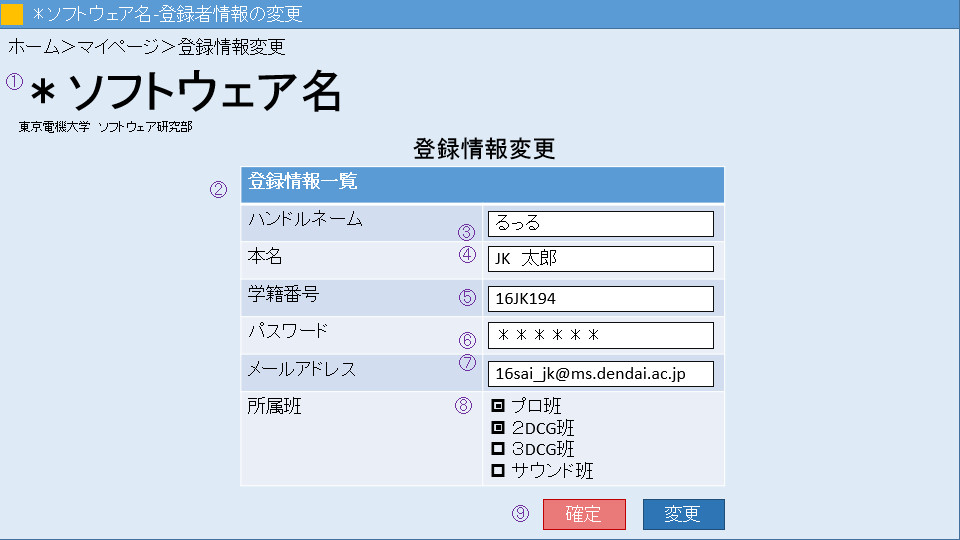 ＊ソフトウェア名-登録者情報の変更
ホーム＞マイページ＞登録情報変更
① ＊ソフトウェア名
東京電機大学　ソフトウェア研究部
登録情報変更
② 登録情報一覧
ハンドルネーム ③ るっる
本名 ④ JK　太郎
学籍番号 ⑤ 16JK194
パスワード ⑥ ＊＊＊＊＊＊
メールアドレス ⑦ 16sai_jk@ms.dendai.ac.jp
所属班 ⑧ プロ班
２DCG班
３DCG班
サウンド班
⑨ 確定 変更